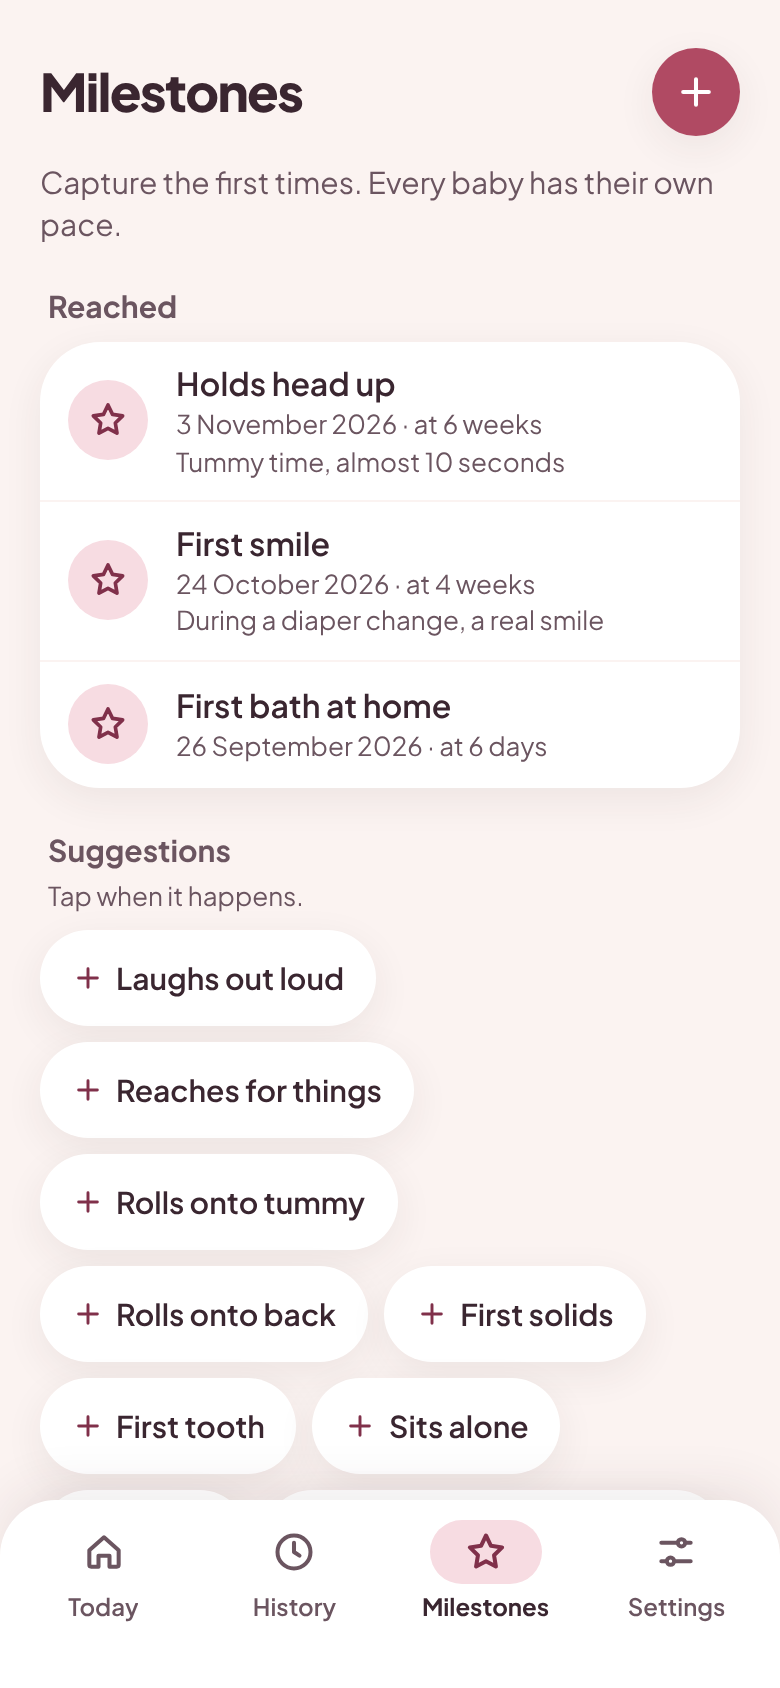 Milestones
Capture the first times. Every baby has their own
pace.
Reached
Holds head up
3 November 2026 · at 6 weeks
Tummy time, almost 10 seconds
First smile
24 October 2026 · at 4 weeks
During a diaper change, a real smile
First bath at home
26 September 2026 · at 6 days
Suggestions
Tap when it happens.
Laughs out loud
Reaches for things
Rolls onto tummy
Rolls onto back
First solids
First tooth
Sits alone
Today
History
Milestones
Settings